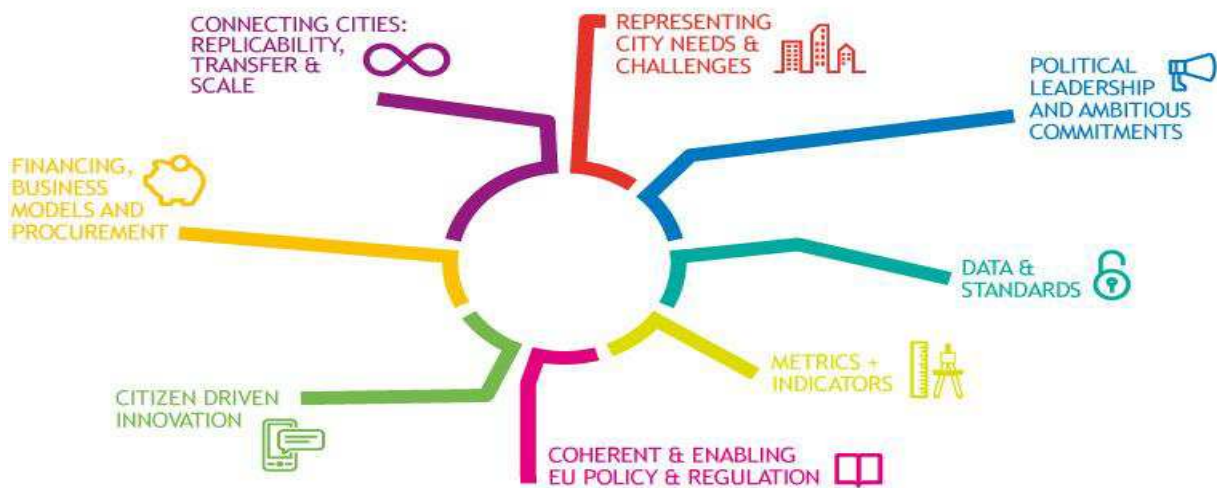 CONNECTING CITIES:
REPLICABILITY,
TRANSFER &
SCALE
REPRESENTING
CITY NEEDS &
CHALLENGES
POLITICAL
LEADERSHIP
AND AMBITIOUS
COMMITMENTS
FINANCING,
BUSINESS
MODELS AND
PROCUREMENT
DATA &
STANDARDS
METRICS +
INDICATORS
CITIZEN DRIVEN
INNOVATION
COHERENT & ENABLING
EU POLICY & REGULATION